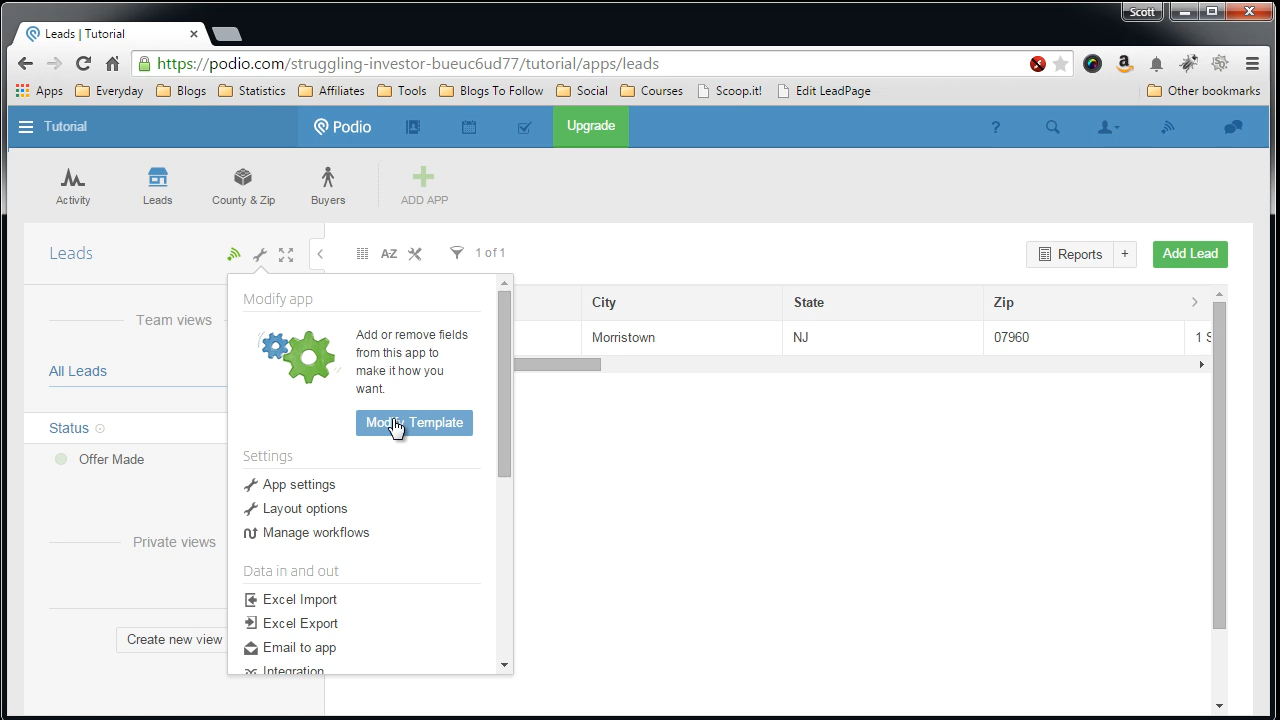 Scott
Leads | Tutorial
https://podio.com/struggling-investor-bueuc6ud77/tutorial/apps/leads
Apps Everyday Blogs Statistics Affiliates Tools Blogs To Follow Social Courses Scoop.it! Edit LeadPage Other bookmarks
Tutorial Podio Upgrade ?
Activity Leads County & Zip Buyers ADD APP
Leads AZ 1 of 1 Reports + Add Lead
Modify app
City State Zip
Team views
Add or remove fields
from this app to
make it how you
want.
Morristown NJ 07960 1 S
All Leads
Modify Template
Status
Settings
Offer Made
App settings
Layout options
Manage workflows
Private views
Data in and out
Excel Import
Excel Export
Create new view
Email to app
Integration